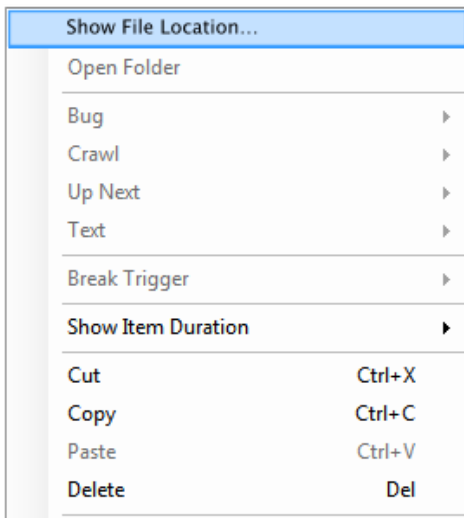 Show File Location...
Open Folder
Bug
Crawl
Up Next
Text
Break Trigger
Show Item Duration
Cut Ctrl+X
Copy Ctrl+C
Paste Ctrl+V
Delete Del